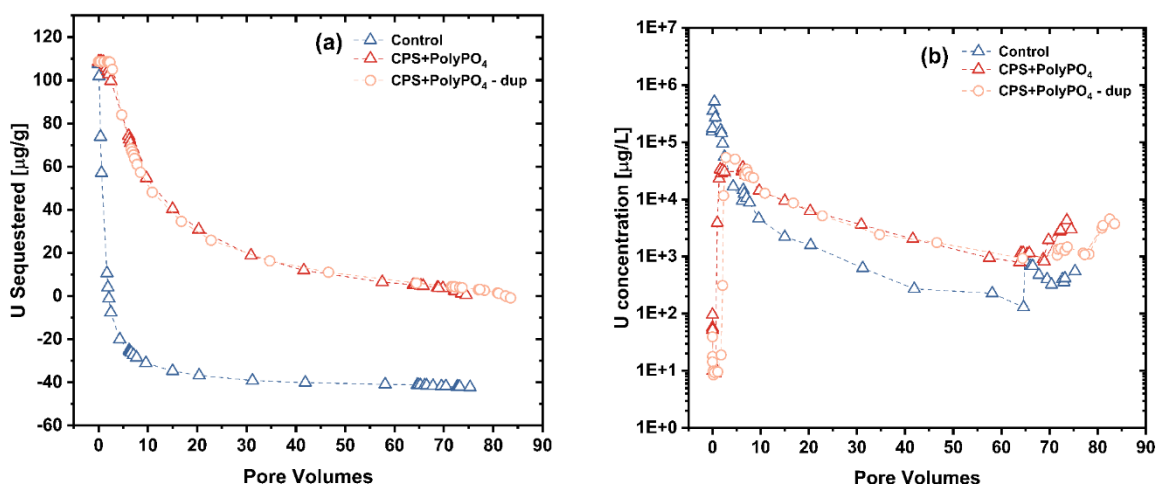 (a)
Control
CPS+PolyPO₄
CPS+PolyPO₄ - dup
U Sequestered [µg/g]
120
100
80
60
40
20
0
-20
-40
-60
0 10 20 30 40 50 60 70 80 90
Pore Volumes
(b)
Control
CPS+PolyPO₄
CPS+PolyPO₄ - dup
U concentration [µg/L]
1E+7
1E+6
1E+5
1E+4
1E+3
1E+2
1E+1
1E+0
0 10 20 30 40 50 60 70 80 90
Pore Volumes